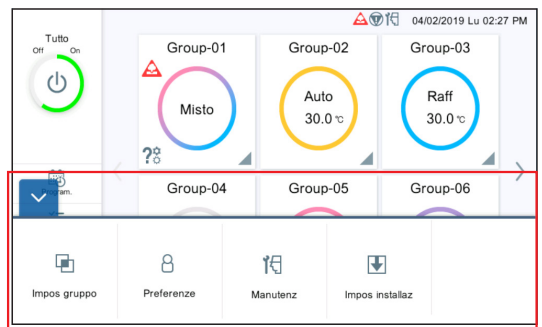 04/02/2019 Lu 02:27 PM
Tutto
Off On
Group-01
Group-02
Group-03
Misto
Auto
30.0 °C
Raff
30.0 °C
Program.
Group-04
Group-05
Group-06
Impos gruppo
Preferenze
Manutenz
Impos installaz